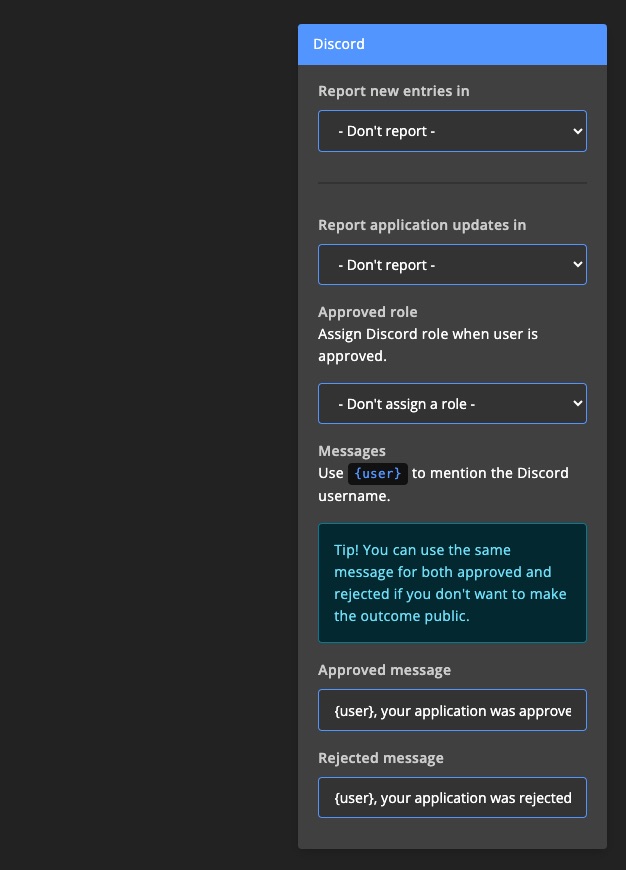 Discord
Report new entries in
- Don't report -
Report application updates in
- Don't report -
Approved role
Assign Discord role when user is
approved.
- Don't assign a role -
Messages
Use {user} to mention the Discord
username.
Tip! You can use the same
message for both approved and
rejected if you don't want to make
the outcome public.
Approved message
{user}, your application was approve
Rejected message
{user}, your application was rejected